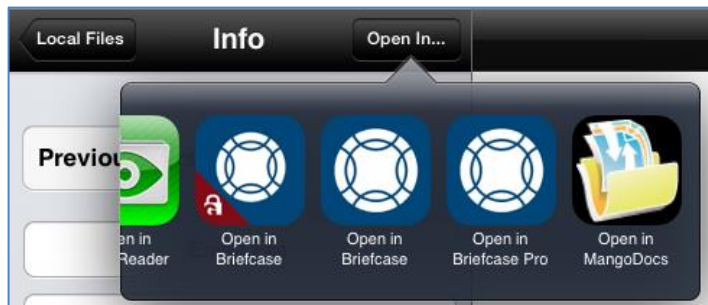 Local Files
Info
Open In...
Previou
en in
Reader
Open in
Briefcase
Open in
Briefcase
Open in
Briefcase Pro
Open in
MangoDocs